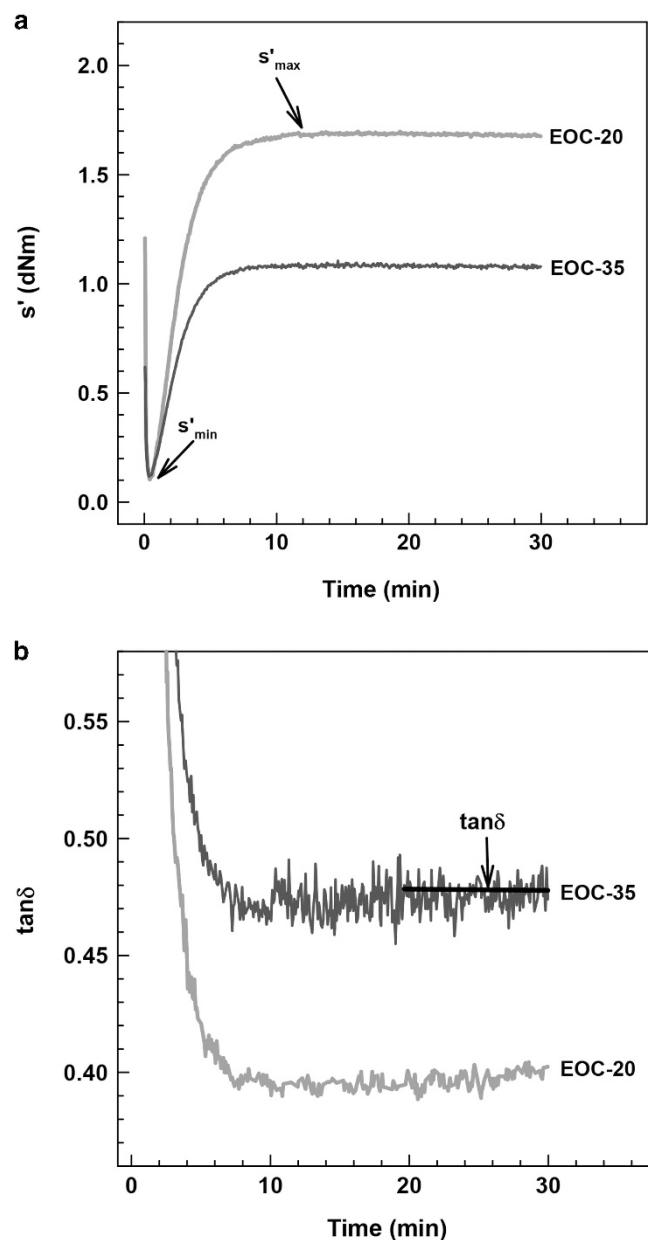 a
s'max
2.0
EOC-20
1.5
s' (dNm)
EOC-35
1.0
0.5
s'min
0.0
0 10 20 30
Time (min)
b
0.55
tanδ
0.50
tanδ
EOC-35
0.45
EOC-20
0.40
0 10 20 30
Time (min)